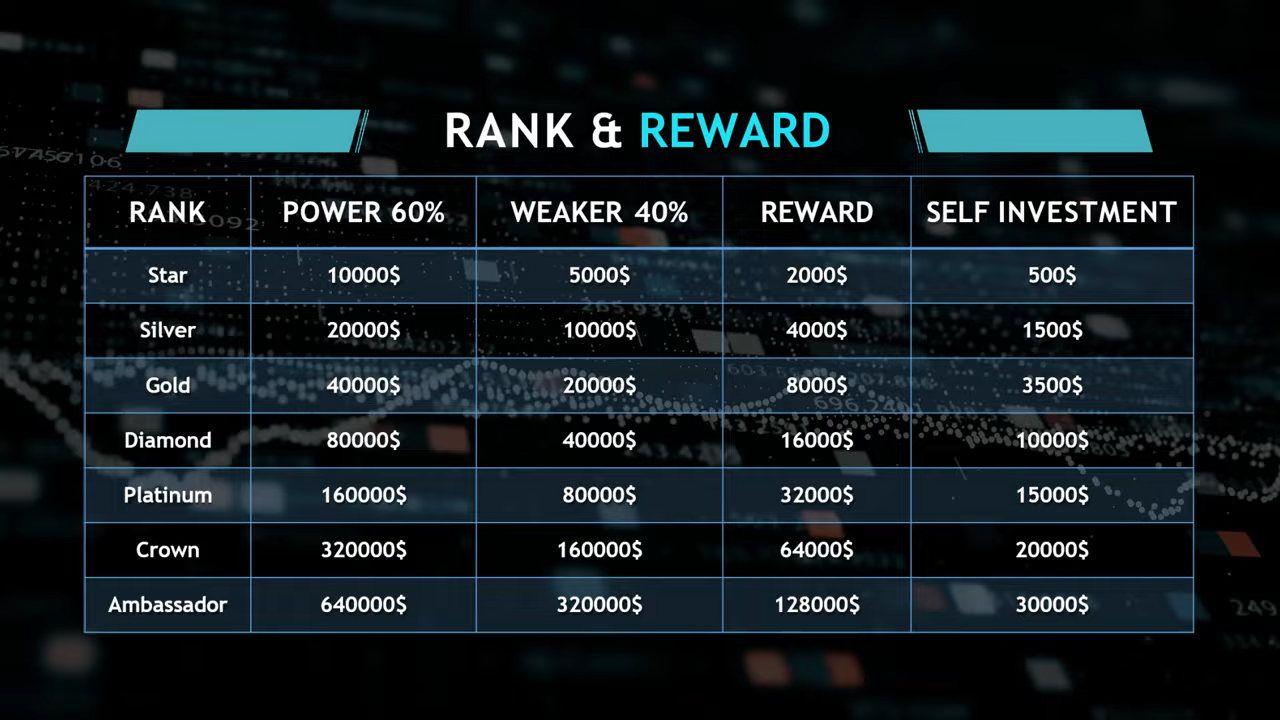 RANK & REWARD
RANK POWER 60% WEAKER 40% REWARD SELF INVESTMENT
Star 10000$ 5000$ 2000$ 500$
Silver 20000$ 10000$ 4000$ 1500$
Gold 40000$ 20000$ 8000$ 3500$
Diamond 80000$ 40000$ 16000$ 10000$
Platinum 160000$ 80000$ 32000$ 15000$
Crown 320000$ 160000$ 64000$ 20000$
Ambassador 640000$ 320000$ 128000$ 30000$